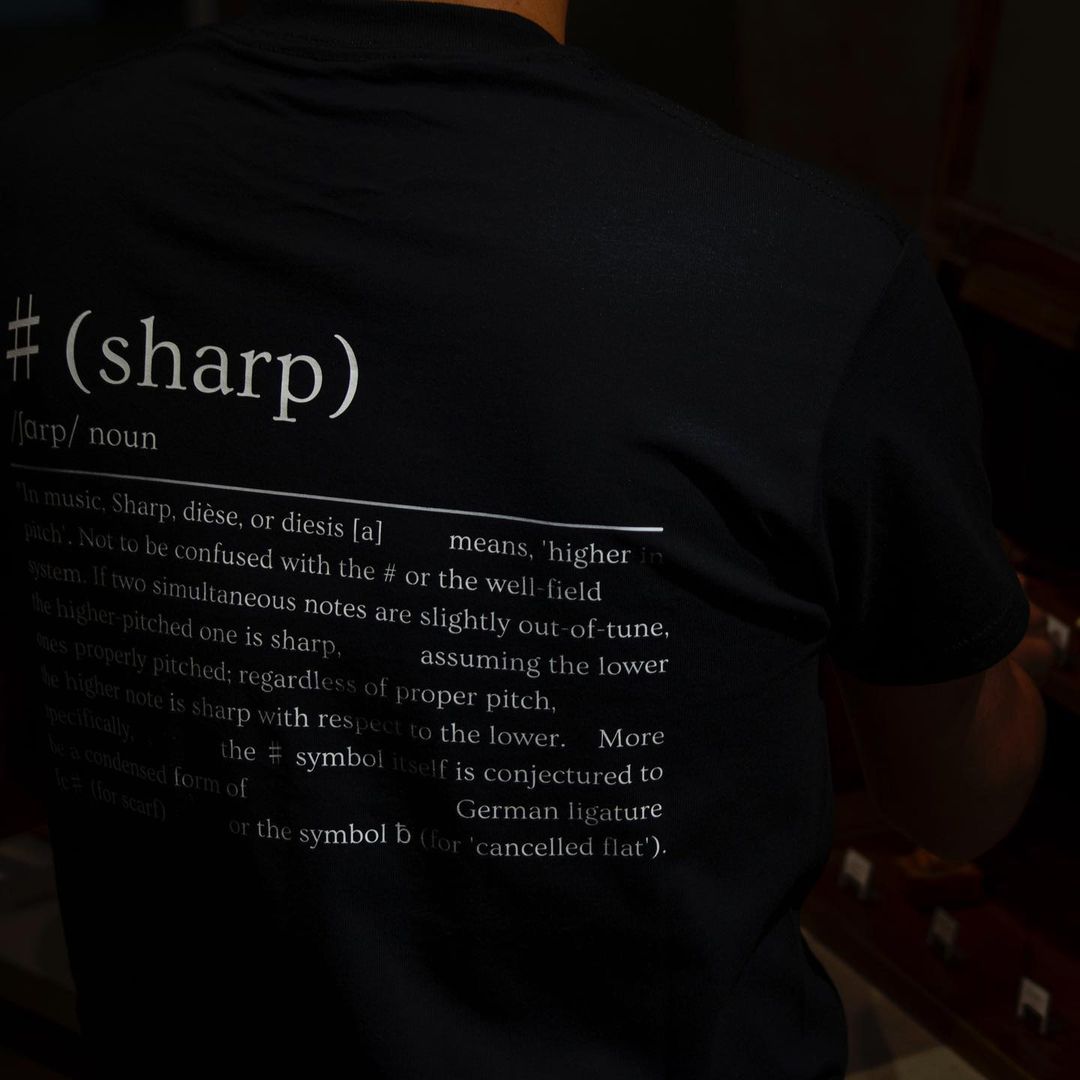 ♯ (sharp)
/ʃɑrp/ noun
"In music, Sharp, dièse, or diesis [a] means, 'higher in
pitch'. Not to be confused with the # or the well-field
system. If two simultaneous notes are slightly out-of-tune,
the higher-pitched one is sharp, assuming the lower
ones properly pitched; regardless of proper pitch,
the higher note is sharp with respect to the lower. More
specifically, the ♯ symbol itself is conjectured to
be a condensed form of German ligature
(for scarf) or the symbol ƀ (for 'cancelled flat').